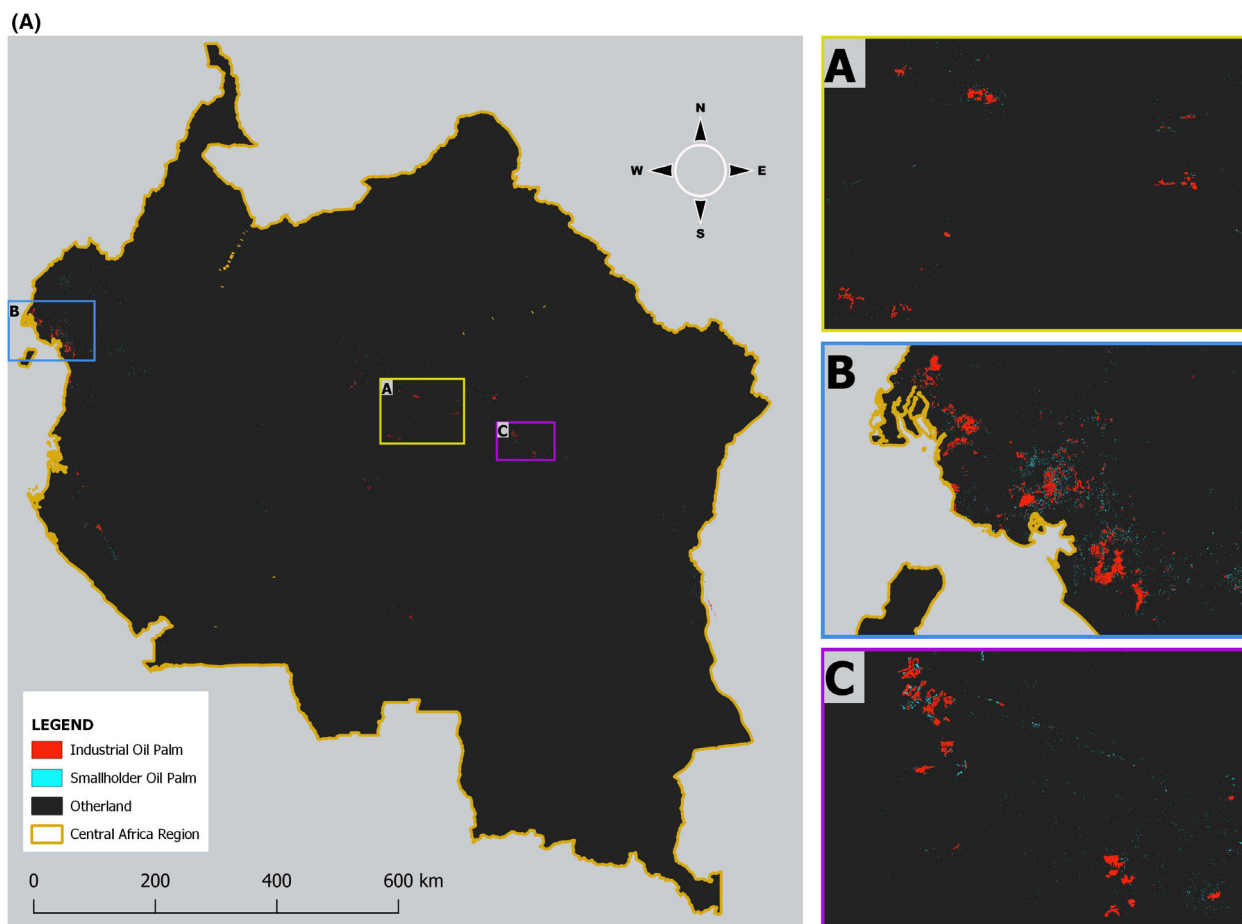 (A)
N
W
E
S
B
A
C
LEGEND
Industrial Oil Palm
Smallholder Oil Palm
Otherland
Central Africa Region
0 200 400 600 km
A
B
C